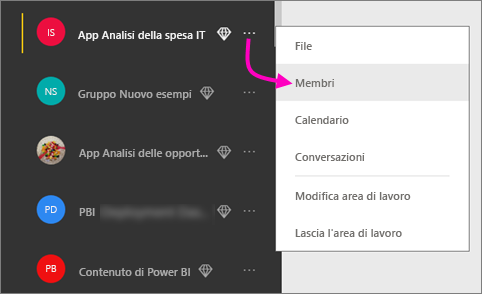 IS App Analisi della spesa IT ...
NS Gruppo Nuovo esempi ...
App Analisi delle opport... ...
PD PBI ...
PB Contenuto di Power BI ...
File
Membri
Calendario
Conversazioni
Modifica area di lavoro
Lascia l'area di lavoro